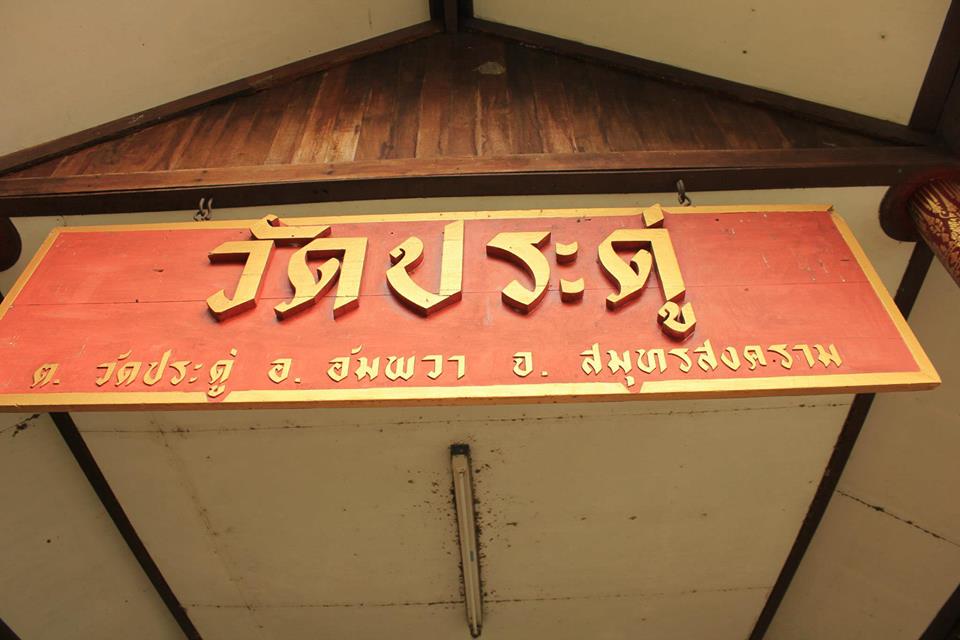 วัดประดู่
ต. วัดประดู่ อ. อัมพวา จ. สมุทรสงคราม